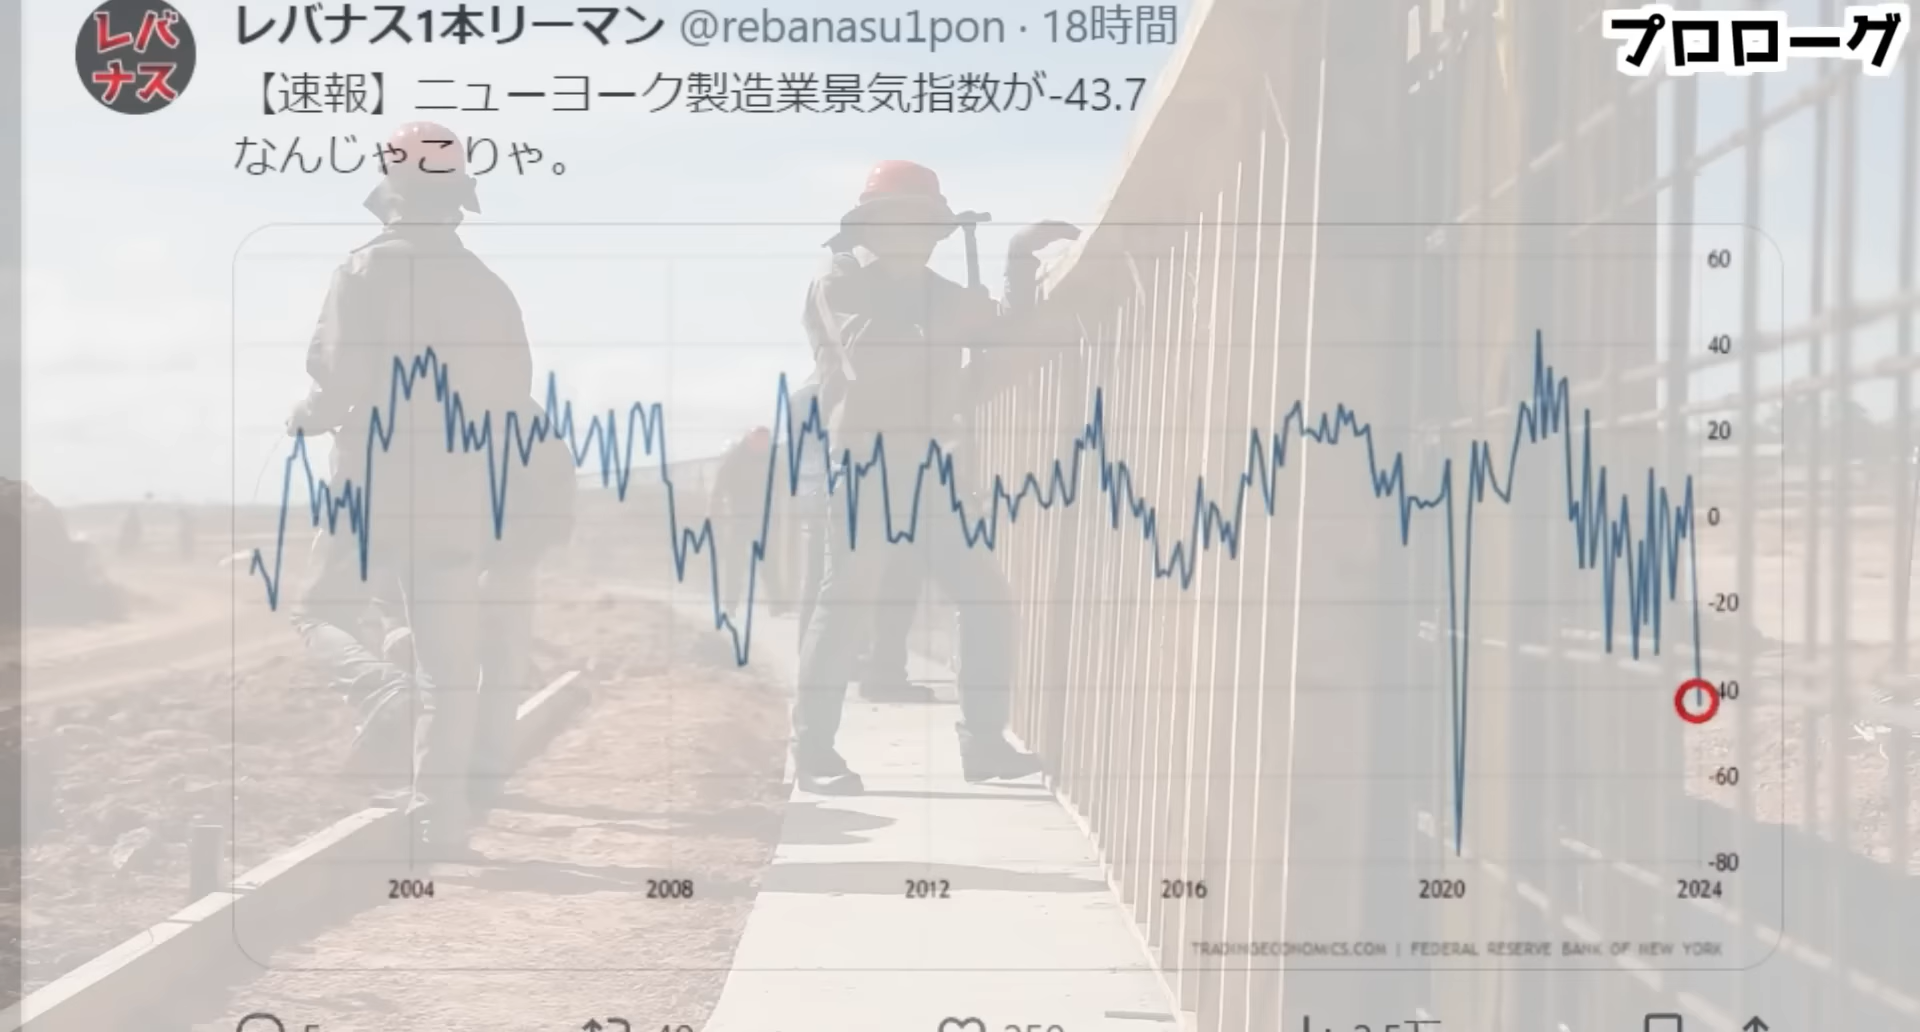 プロローグ
レバナス
レバナス1本リーマン @rebanasu1pon · 18時間
【速報】ニューヨーク製造業景気指数が-43.7
なんじゃこりゃ。
60
40
20
0
-20
-40
-60
-80
2004 2008 2012 2016 2020 2024
TRADINGECONOMICS.COM | FEDERAL RESERVE BANK OF NEW YORK